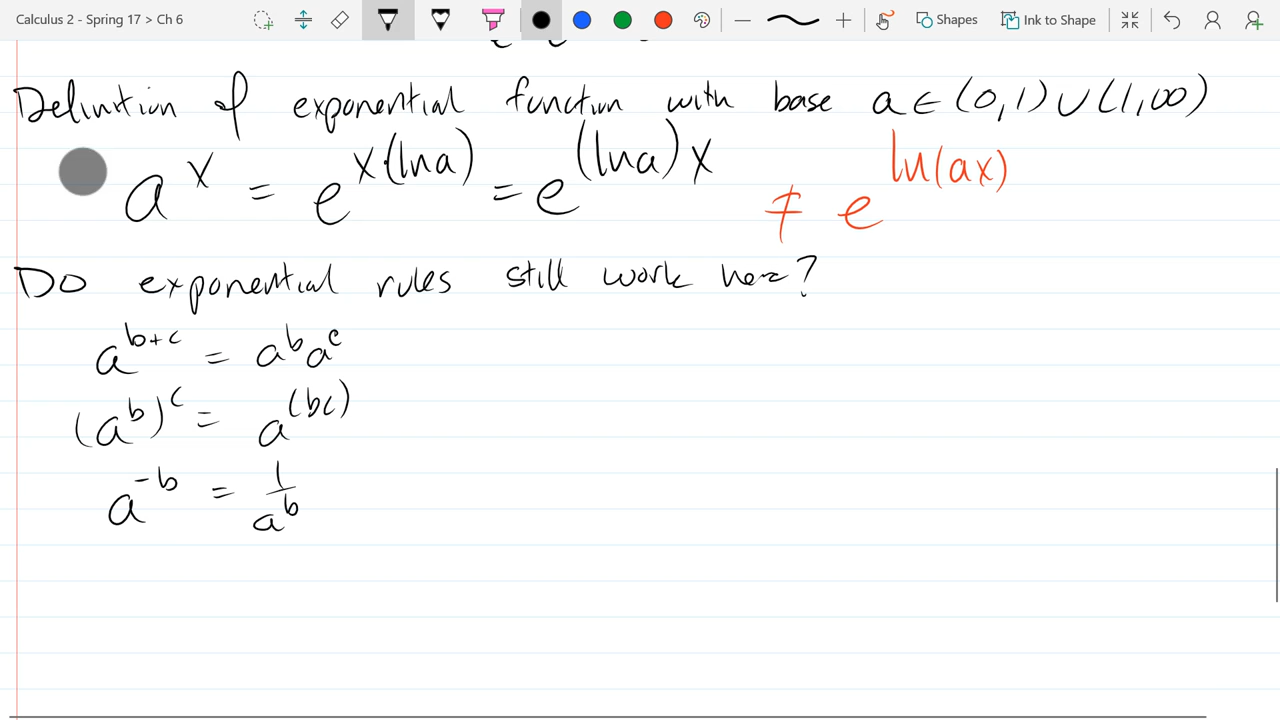 Calculus 2 - Spring 17 > Ch 6
Shapes
Ink to Shape
Definition of exponential function with base a ∈ (0,1) ∪ (1,∞)
a^x = e^{x·(ln a)} = e^{(ln a)x} ≠ e^{ln(ax)}
Do exponential rules still work here?
a^{b+c} = a^b a^c
(a^b)^c = a^{(bc)}
a^{-b} = 1/a^b